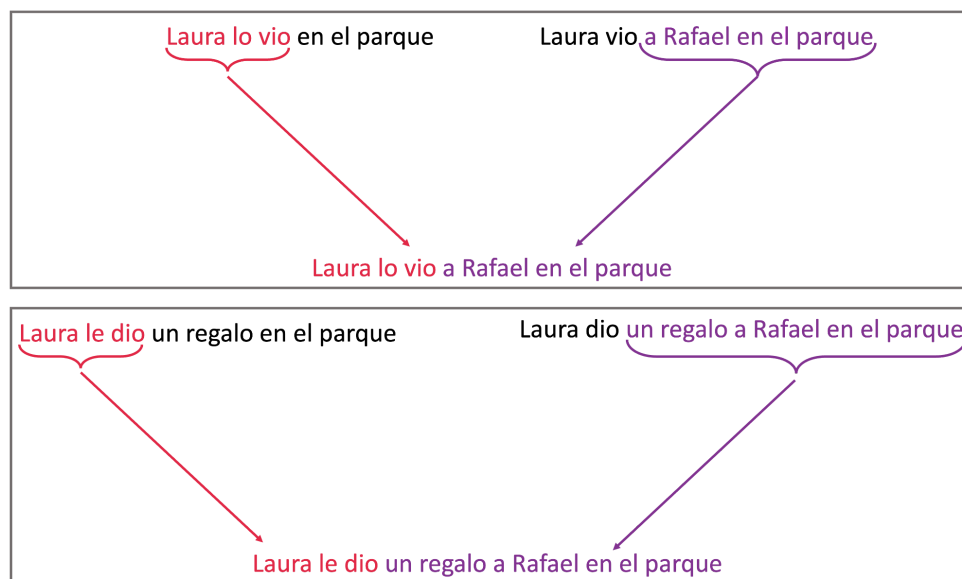 Laura lo vio en el parque
Laura vio a Rafael en el parque
Laura lo vio a Rafael en el parque
Laura le dio un regalo en el parque
Laura dio un regalo a Rafael en el parque
Laura le dio un regalo a Rafael en el parque